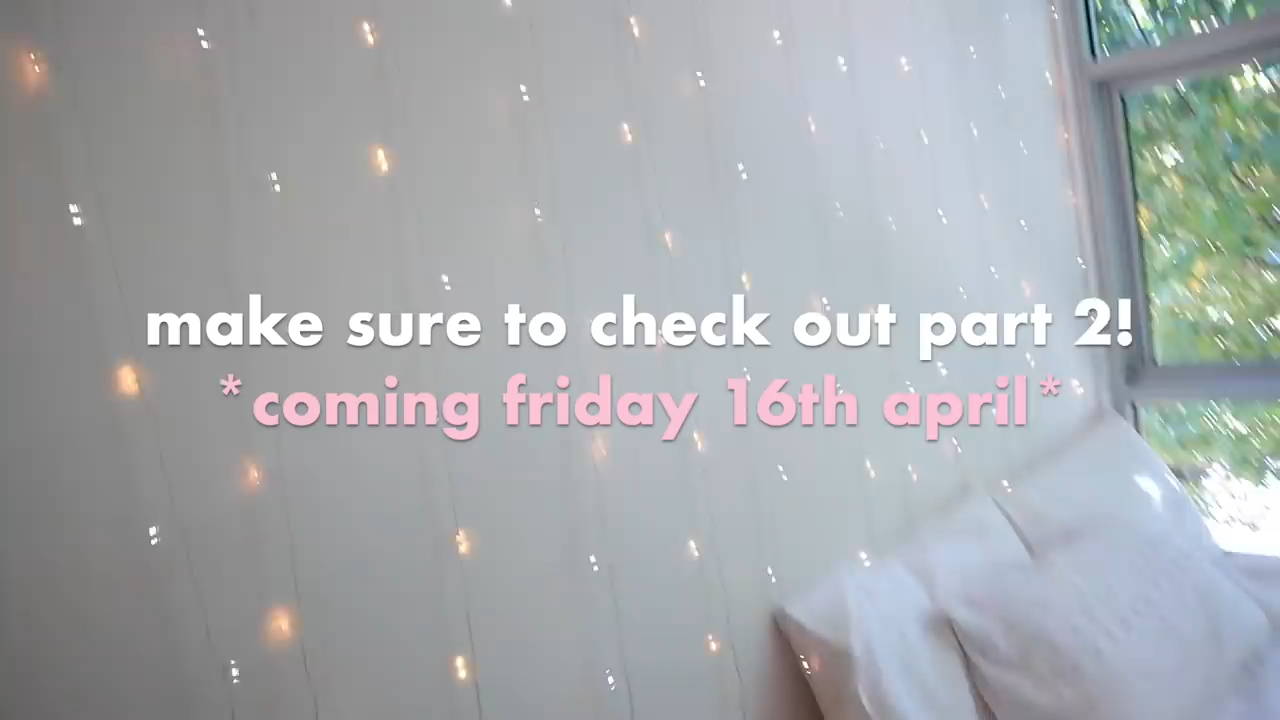 make sure to check out part 2!
*coming friday 16th april*